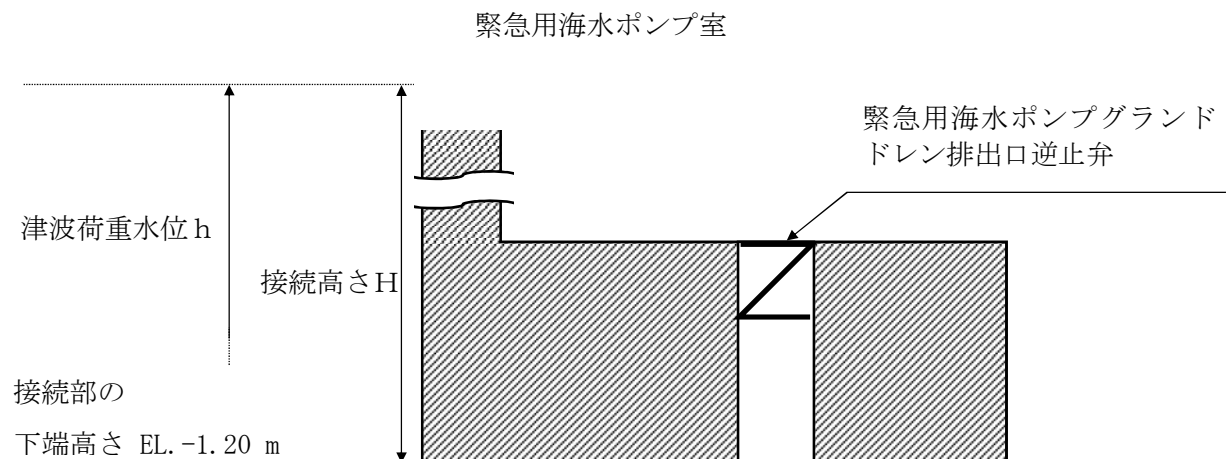 緊急用海水ポンプ室
緊急用海水ポンプグランド
ドレン排出口逆止弁
津波荷重水位ｈ
接続高さＨ
接続部の
下端高さ EL.-1.20 m